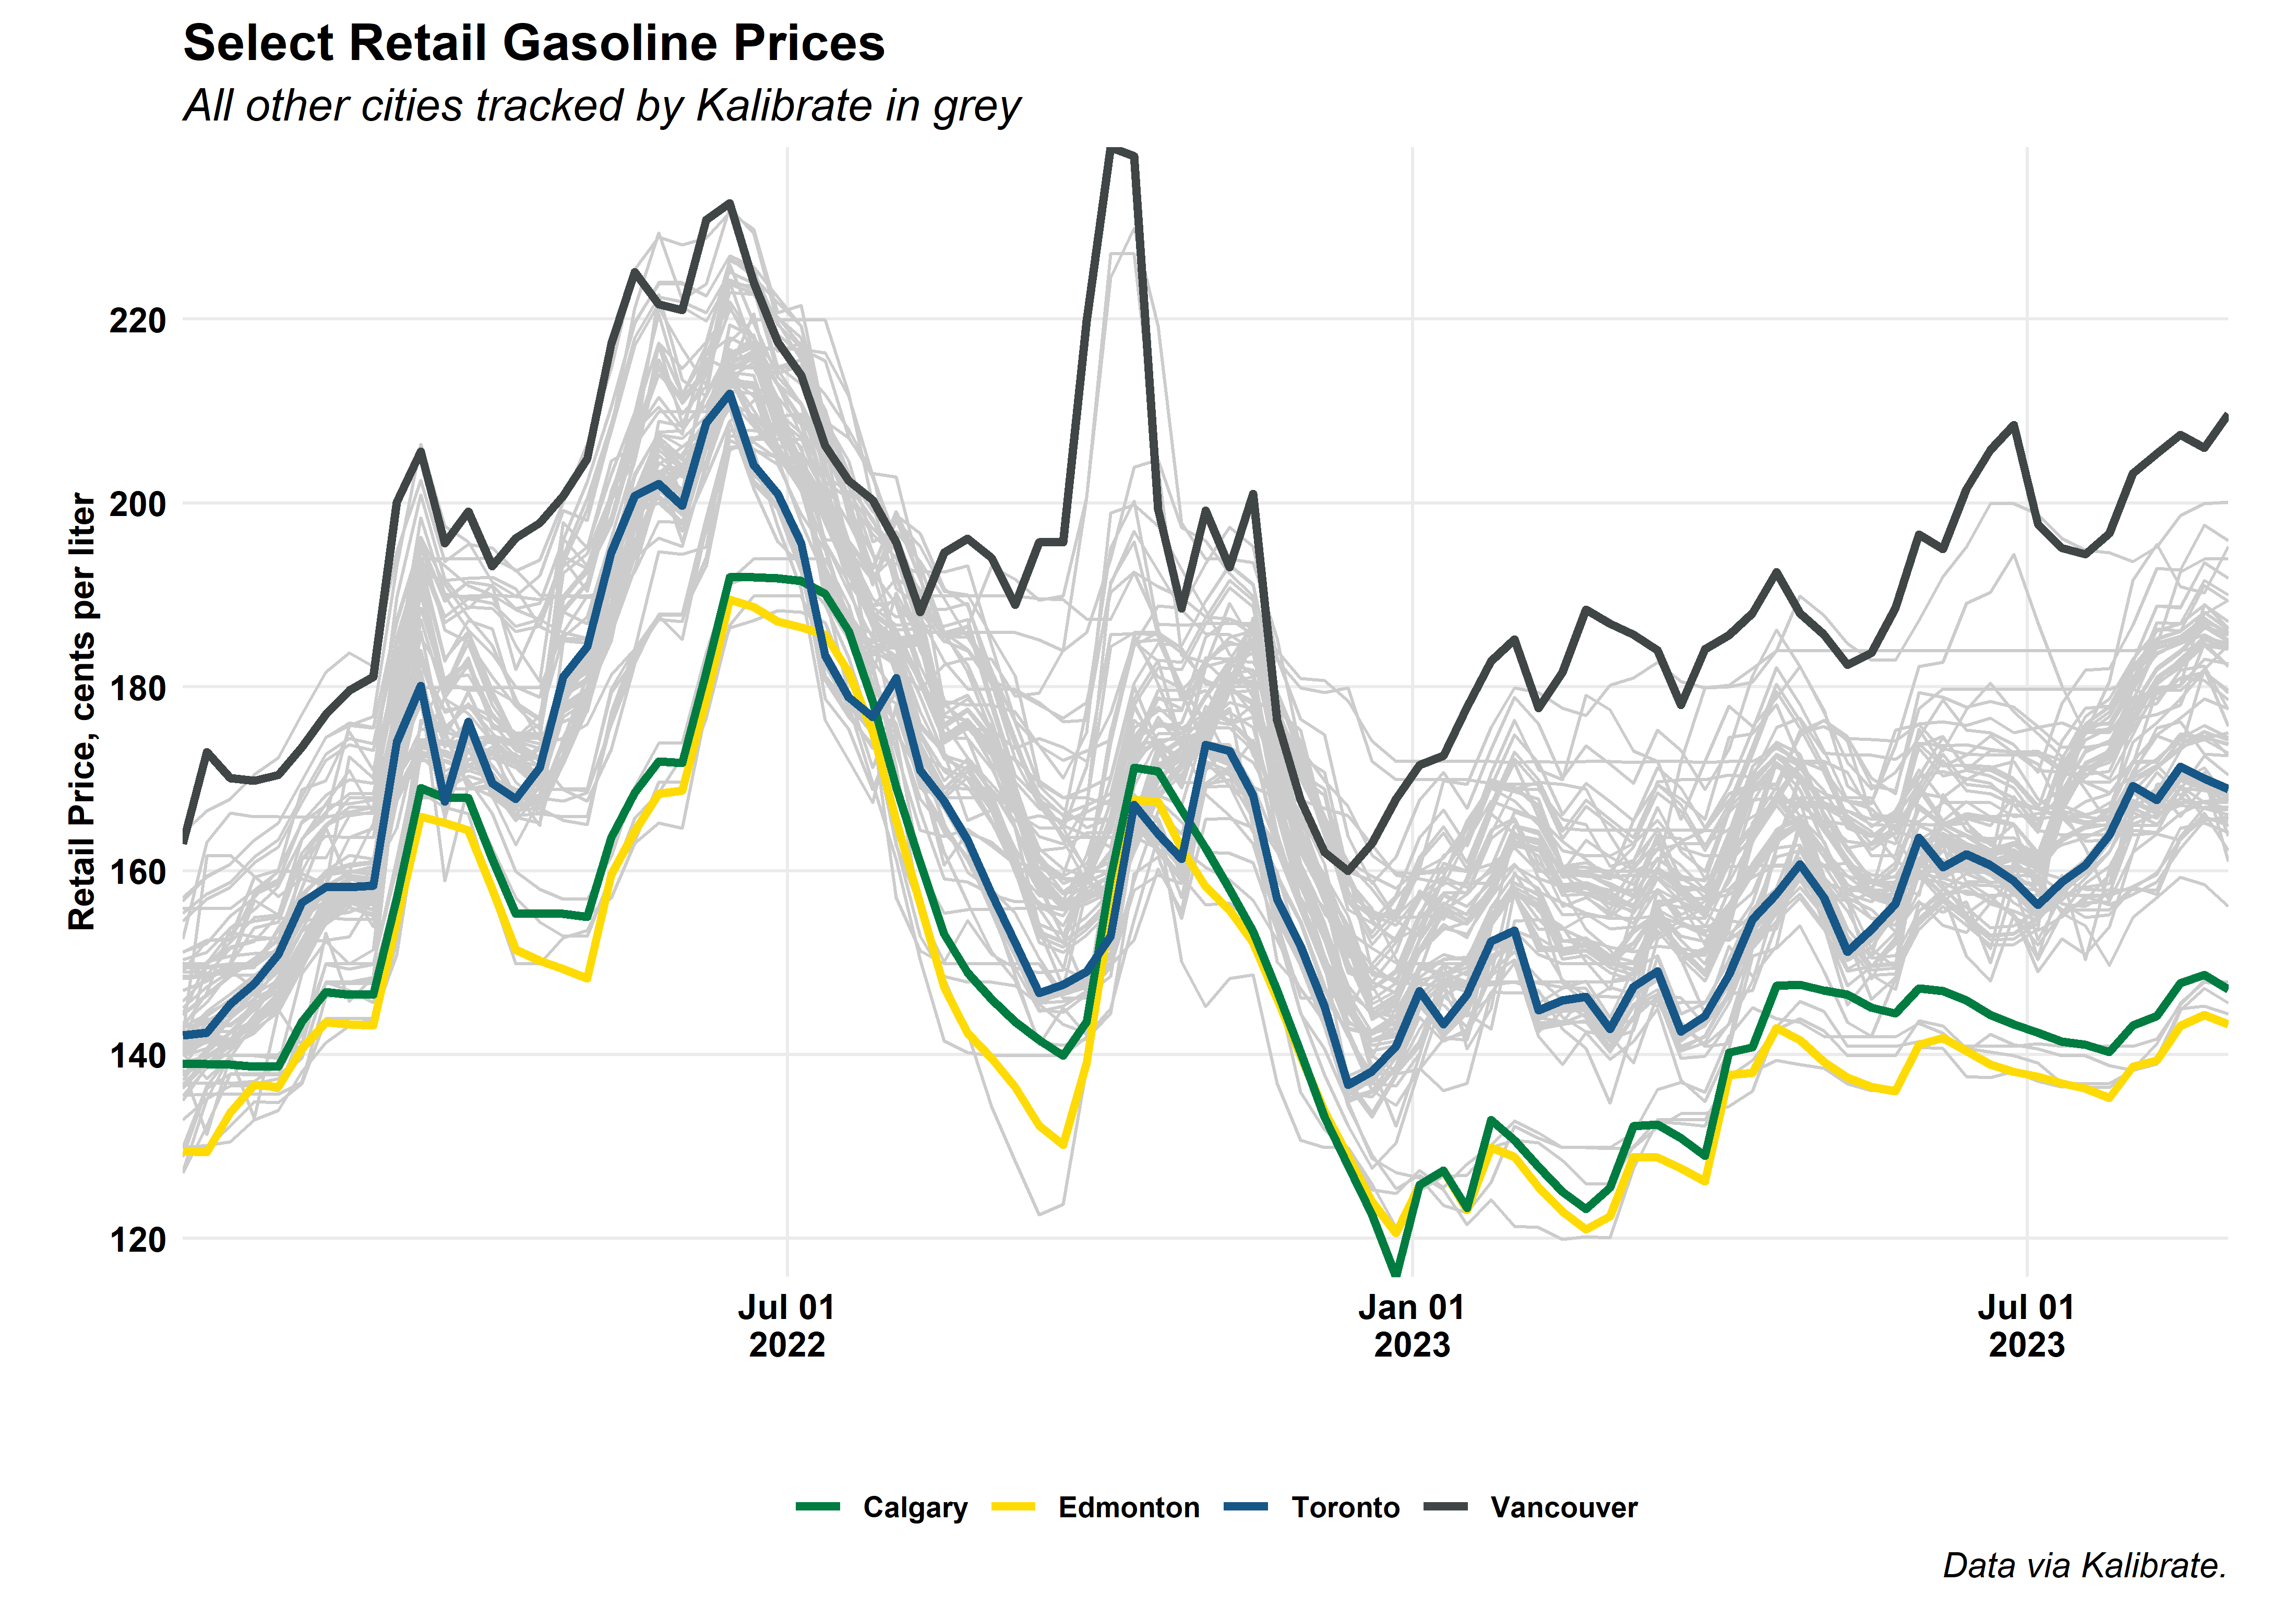 Select Retail Gasoline Prices
All other cities tracked by Kalibrate in grey
Retail Price, cents per liter
220
200
180
160
140
120
Jul 01
2022
Jan 01
2023
Jul 01
2023
Calgary
Edmonton
Toronto
Vancouver
Data via Kalibrate.